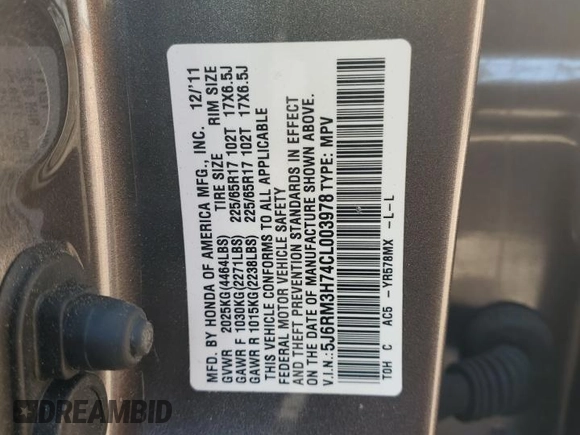 MFD. BY HONDA OF AMERICA MFG., INC. 12/'11
TIRE SIZE RIM SIZE
GVWR 2025KG(4464LBS)
GAWR F 1030KG(2271LBS) 225/65R17 102T 17X6.5J
GAWR R 1015KG(2238LBS) 225/65R17 102T 17X6.5J
THIS VEHICLE CONFORMS TO ALL APPLICABLE
FEDERAL MOTOR VEHICLE SAFETY
AND THEFT PREVENTION STANDARDS IN EFFECT
ON THE DATE OF MANUFACTURE SHOWN ABOVE.
V.I.N.: 5J6RM3H74CL003978 TYPE: MPV
TOH C AC5 -YR578MX -L-L
DREAMBID